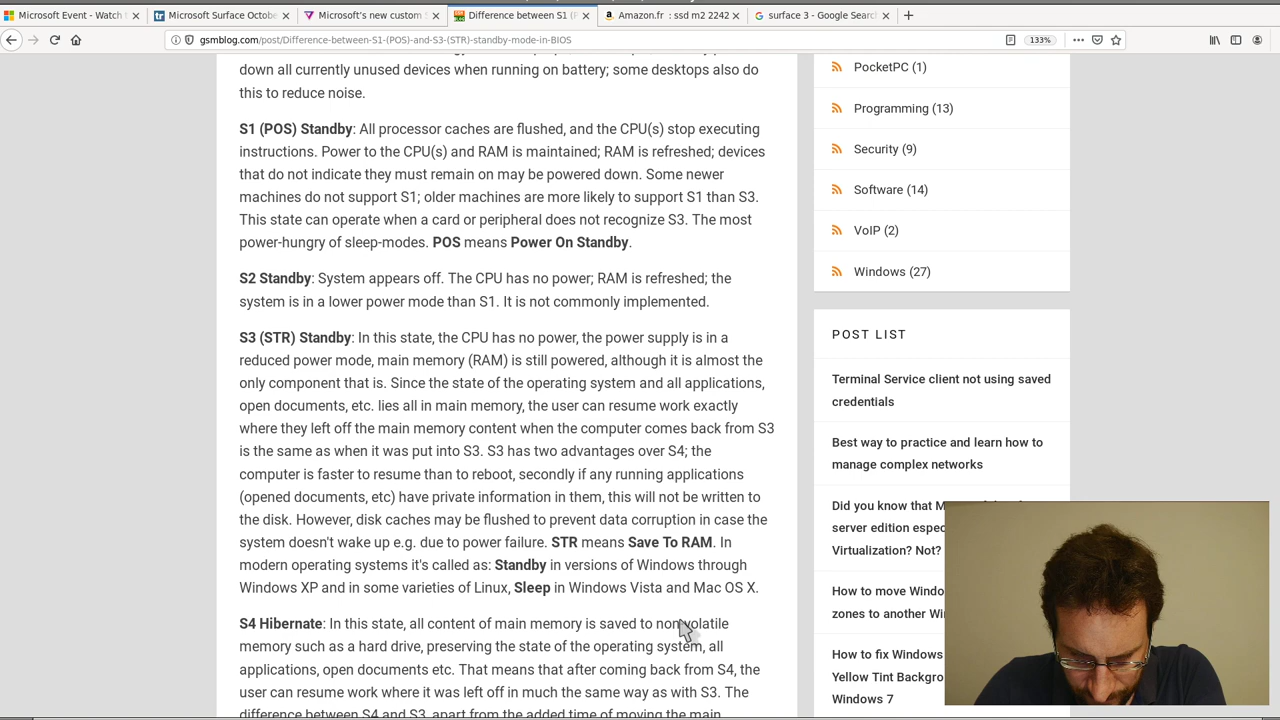 Microsoft Event - Watch t
Microsoft Surface Octobe
Microsoft's new custom S
Difference between S1 (P
Amazon.fr : ssd m2 2242
surface 3 - Google Searc
gsmblog.com/post/Difference-between-S1-(POS)-and-S3-(STR)-standby-mode-in-BIOS
133%
down all currently unused devices when running on battery; some desktops also do
this to reduce noise.
S1 (POS) Standby: All processor caches are flushed, and the CPU(s) stop executing
instructions. Power to the CPU(s) and RAM is maintained; RAM is refreshed; devices
that do not indicate they must remain on may be powered down. Some newer
machines do not support S1; older machines are more likely to support S1 than S3.
This state can operate when a card or peripheral does not recognize S3. The most
power-hungry of sleep-modes. POS means Power On Standby.
S2 Standby: System appears off. The CPU has no power; RAM is refreshed; the
system is in a lower power mode than S1. It is not commonly implemented.
S3 (STR) Standby: In this state, the CPU has no power, the power supply is in a
reduced power mode, main memory (RAM) is still powered, although it is almost the
only component that is. Since the state of the operating system and all applications,
open documents, etc. lies all in main memory, the user can resume work exactly
where they left off the main memory content when the computer comes back from S3
is the same as when it was put into S3. S3 has two advantages over S4; the
computer is faster to resume than to reboot, secondly if any running applications
(opened documents, etc) have private information in them, this will not be written to
the disk. However, disk caches may be flushed to prevent data corruption in case the
system doesn't wake up e.g. due to power failure. STR means Save To RAM. In
modern operating systems it's called as: Standby in versions of Windows through
Windows XP and in some varieties of Linux, Sleep in Windows Vista and Mac OS X.
S4 Hibernate: In this state, all content of main memory is saved to non-volatile
memory such as a hard drive, preserving the state of the operating system, all
applications, open documents etc. That means that after coming back from S4, the
user can resume work where it was left off in much the same way as with S3. The
difference between S4 and S3, apart from the added time of moving the main
PocketPC (1)
Programming (13)
Security (9)
Software (14)
VoIP (2)
Windows (27)
POST LIST
Terminal Service client not using saved
credentials
Best way to practice and learn how to
manage complex networks
Did you know that M
server edition espec
Virtualization? Not?
How to move Windo
zones to another Wi
How to fix Windows
Yellow Tint Backgro
Windows 7